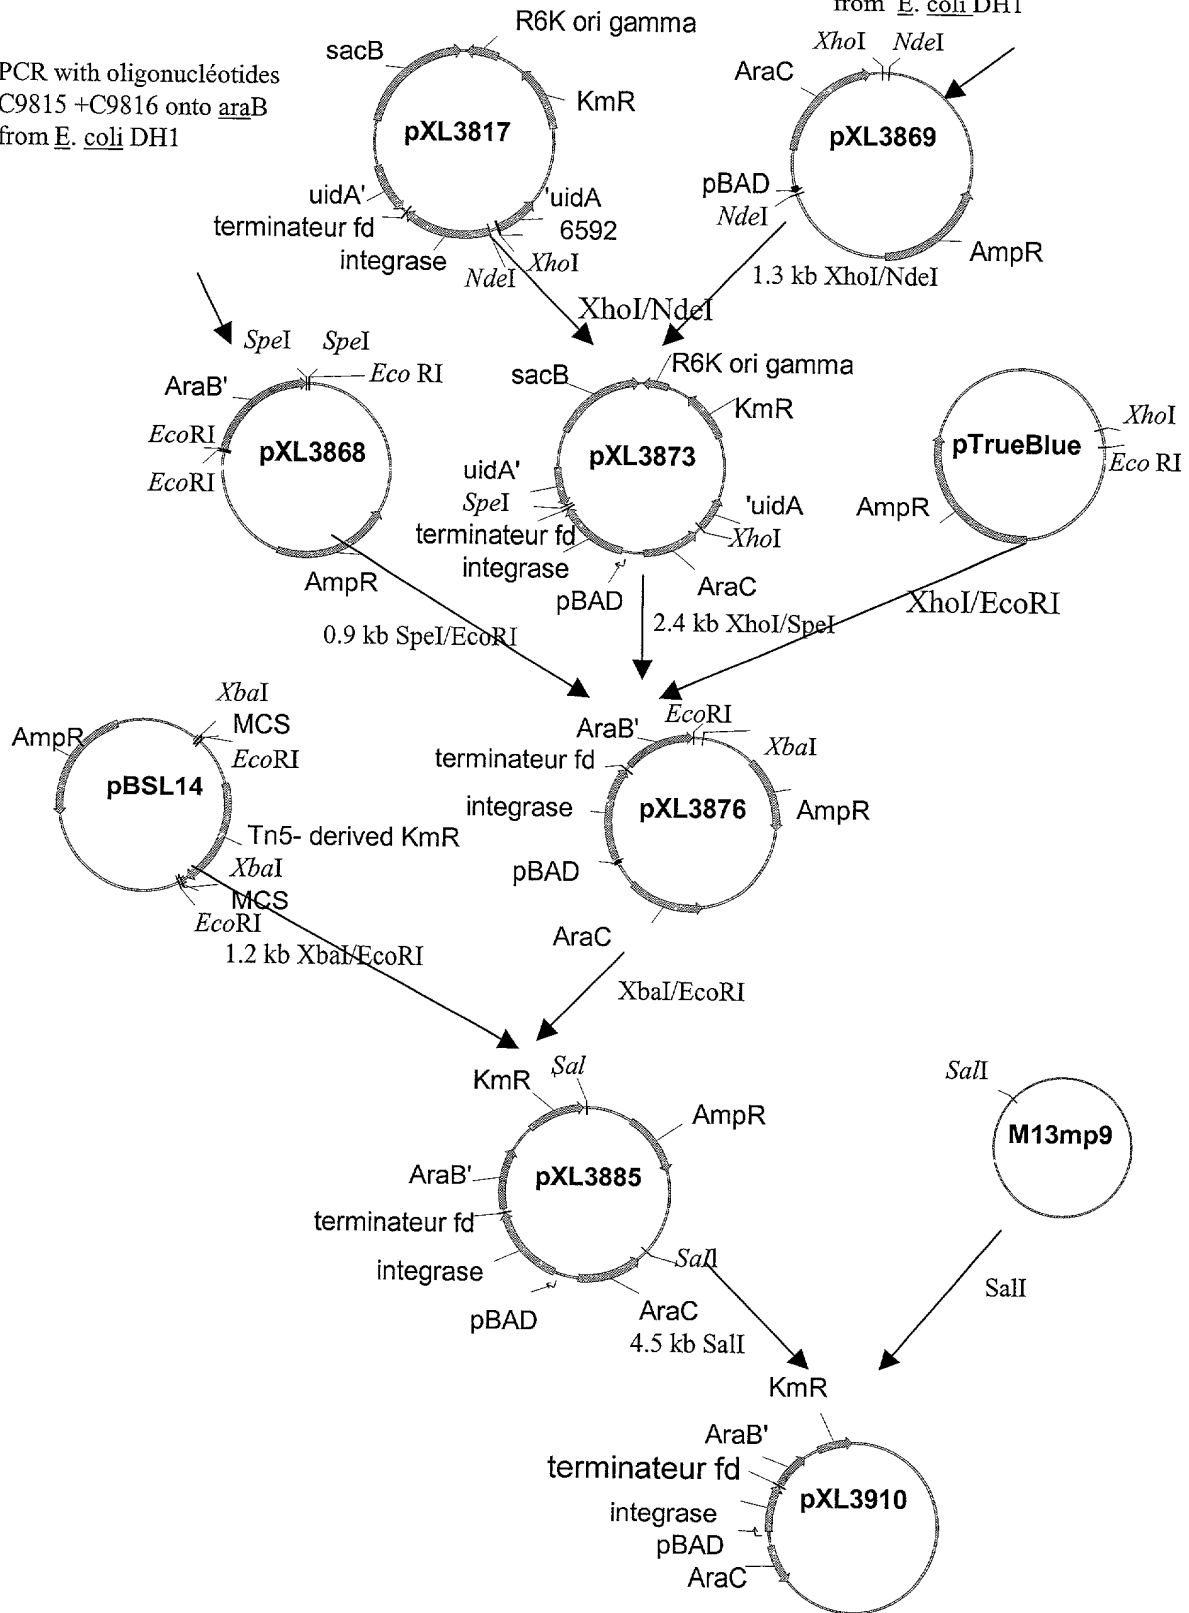 from E. coli DH1
PCR with oligonucléotides
C9815 +C9816 onto araB
from E. coli DH1
R6K ori gamma
sacB
KmR
pXL3817
uidA'
terminateur fd
integrase
NdeI
XhoI
'uidA
6592
XhoI
NdeI
AraC
pXL3869
pBAD
NdeI
AmpR
1.3 kb XhoI/NdeI
XhoI/NdeI
SpeI
SpeI
Eco RI
AraB'
EcoRI
EcoRI
pXL3868
AmpR
0.9 kb SpeI/EcoRI
R6K ori gamma
sacB
KmR
pXL3873
uidA'
SpeI
terminateur fd
integrase
pBAD
'uidA
XhoI
AraC
2.4 kb XhoI/SpeI
XhoI
Eco RI
pTrueBlue
AmpR
XhoI/EcoRI
XbaI
MCS
EcoRI
AmpR
pBSL14
Tn5- derived KmR
XbaI
MCS
EcoRI
1.2 kb XbaI/EcoRI
AraB'
EcoRI
XbaI
terminateur fd
integrase
pXL3876
AmpR
pBAD
AraC
XbaI/EcoRI
KmR
Sal
AmpR
AraB'
pXL3885
terminateur fd
integrase
SalI
pBAD
AraC
4.5 kb SalI
SalI
M13mp9
SalI
KmR
AraB'
terminateur fd
pXL3910
integrase
pBAD
AraC